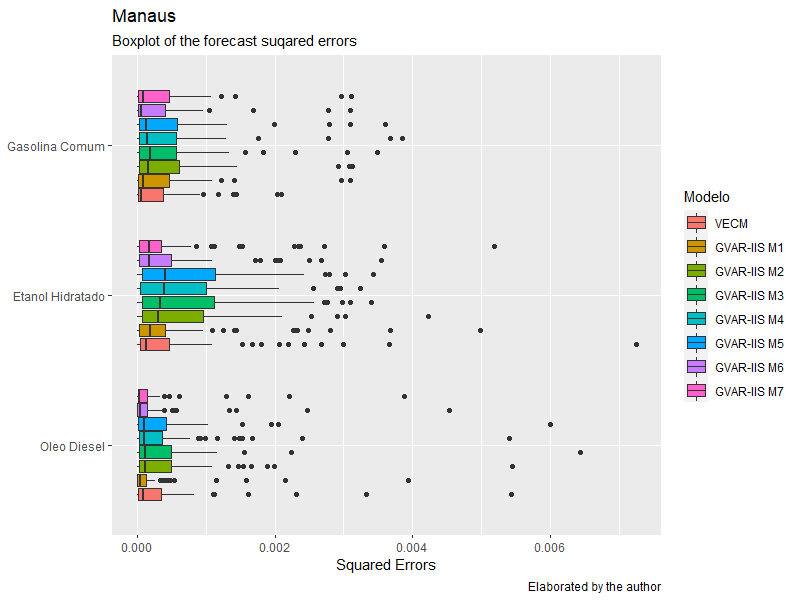 Manaus
Boxplot of the forecast suqared errors
Gasolina Comum
Etanol Hidratado
Oleo Diesel
0.000
0.002
0.004
0.006
Squared Errors
Modelo
VECM
GVAR-IIS M1
GVAR-IIS M2
GVAR-IIS M3
GVAR-IIS M4
GVAR-IIS M5
GVAR-IIS M6
GVAR-IIS M7
Elaborated by the author